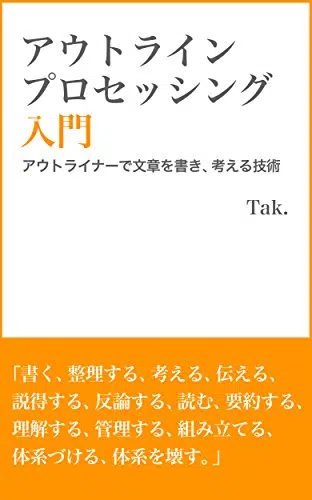 アウトライン
プロセッシング
入門
アウトライナーで文章を書き、考える技術
Tak.
「書く、整理する、考える、伝える、
説得する、反論する、読む、要約する、
理解する、管理する、組み立てる、
体系づける、体系を壊す。」